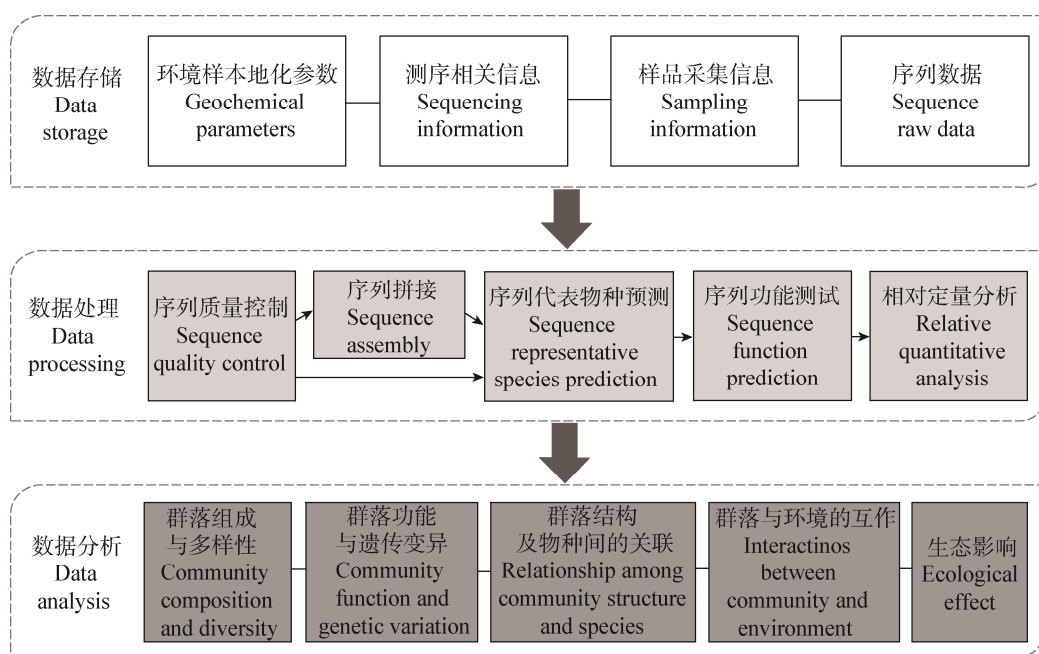 数据存储
Data
storage
环境样本地化参数
Geochemical
parameters
测序相关信息
Sequencing
information
样品采集信息
Sampling
information
序列数据
Sequence
raw data
数据处理
Data
processing
序列质量控制
Sequence
quality control
序列拼接
Sequence
assembly
序列代表物种预测
Sequence
representative
species prediction
序列功能测试
Sequence
function
prediction
相对定量分析
Relative
quantitative
analysis
数据分析
Data
analysis
群落组成
与多样性
Community
composition
and diversity
群落功能
与遗传变异
Community
function and
genetic variation
群落结构
及物种间的关联
Relationship among
community structure
and species
群落与环境的互作
Interactinos
between
community and
environment
生态影响
Ecological
effect